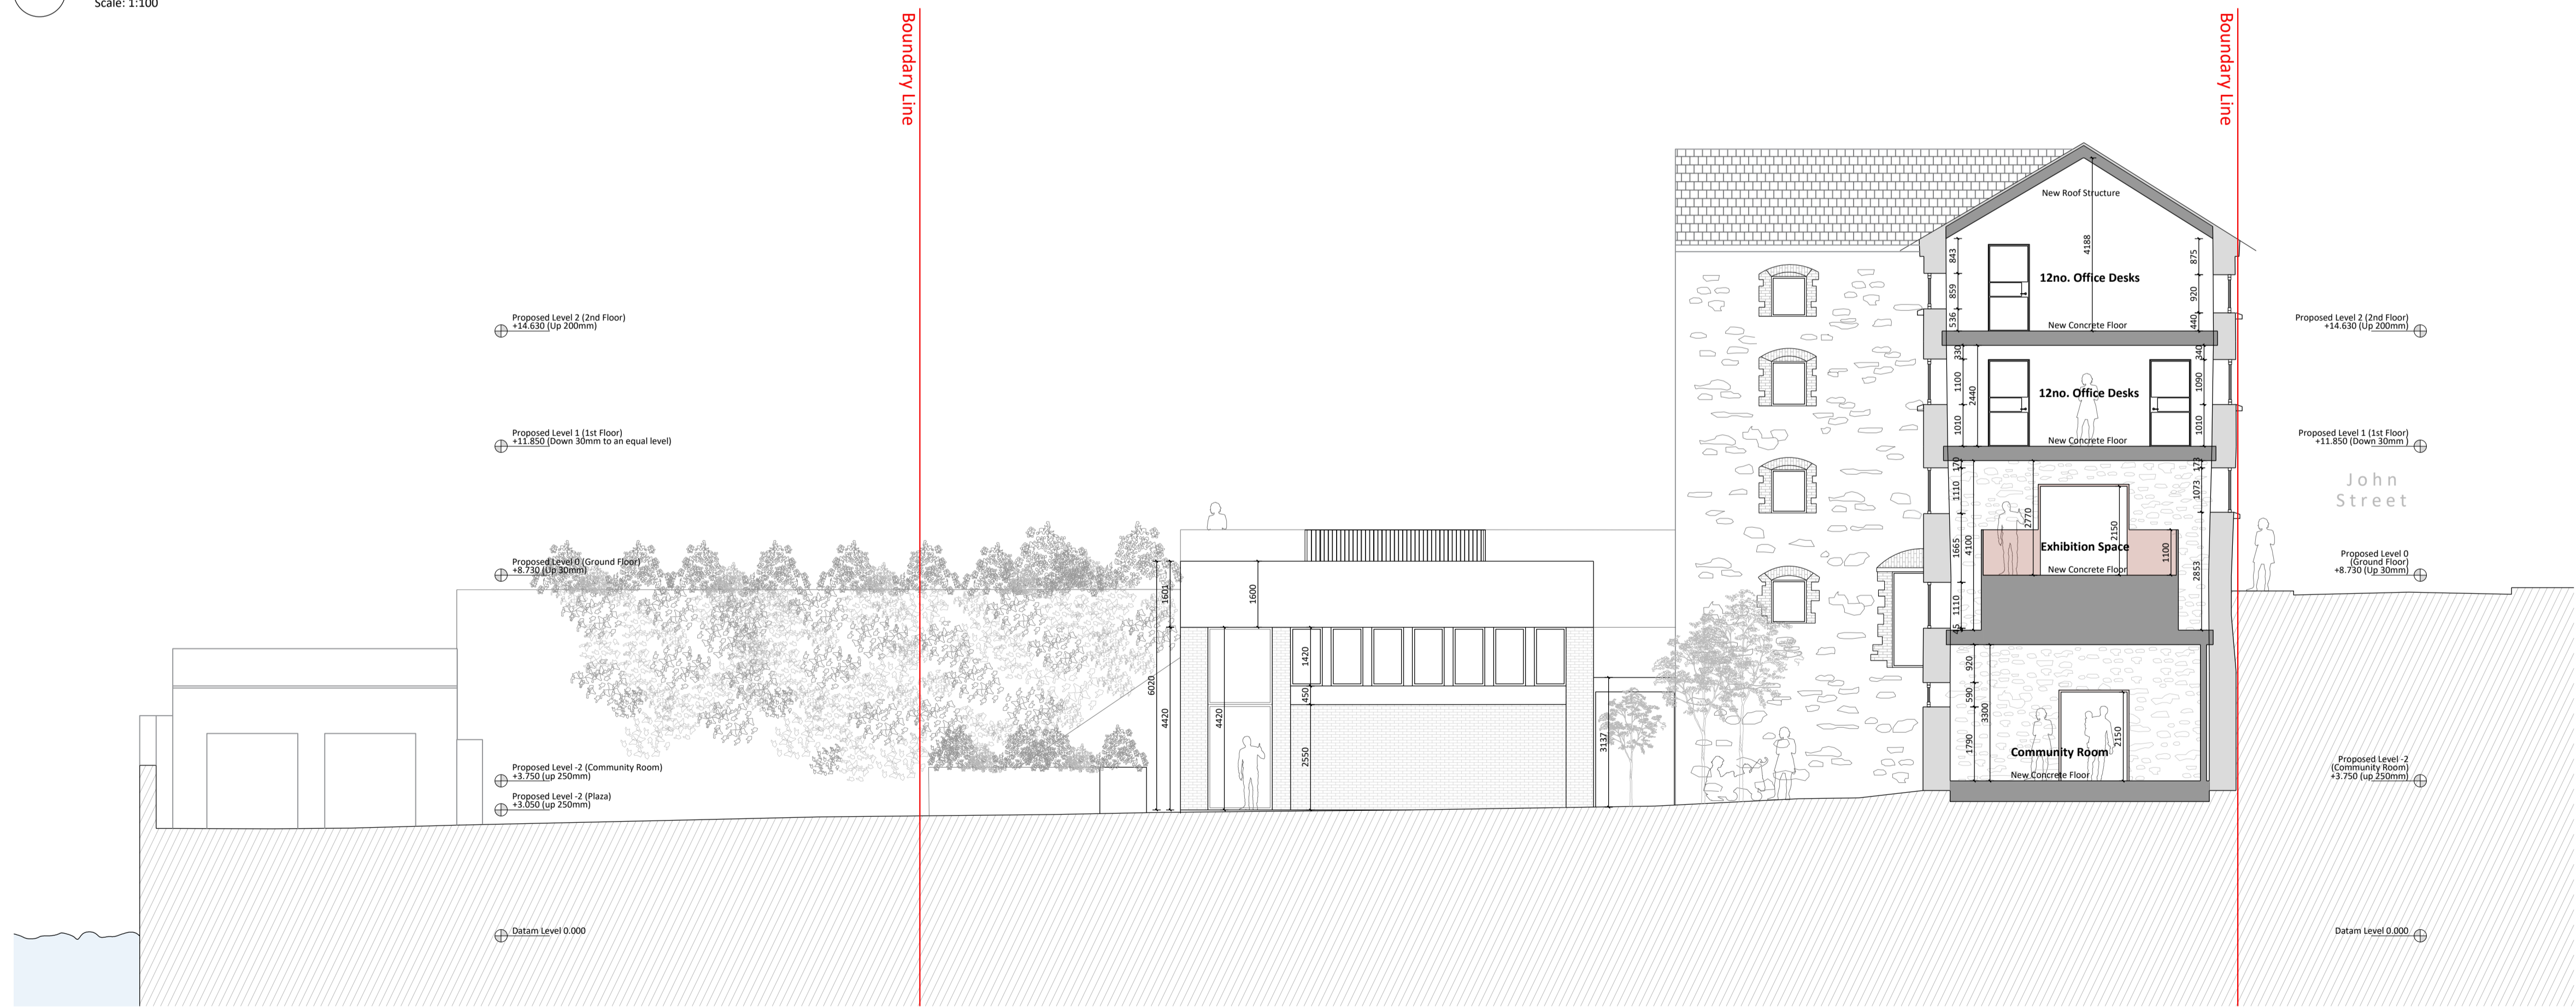 Scale: 1:100
Boundary Line
Boundary Line
New Roof Structure
4188
843
859
536
875
920
440
12no. Office Desks
New Concrete Floor
Proposed Level 2 (2nd Floor)
+14.630 (Up 200mm)
Proposed Level 2 (2nd Floor)
+14.630 (Up 200mm)
330
1100
1010
2440
340
1090
1010
12no. Office Desks
New Concrete Floor
Proposed Level 1 (1st Floor)
+11.850 (Down 30mm to an equal level)
Proposed Level 1 (1st Floor)
+11.850 (Down 30mm )
John
Street
170
1110
1665
4100
1110
45
2770
2150
1100
173
1073
2853
Exhibition Space
New Concrete Floor
Proposed Level 0 (Ground Floor)
+8.730 (Up 30mm)
Proposed Level 0
(Ground Floor)
+8.730 (Up 30mm)
1601
1600
6020
4420
4420
1420
450
2550
3137
920
590
3300
1790
2150
Community Room
New Concrete Floor
Proposed Level -2 (Community Room)
+3.750 (up 250mm)
Proposed Level -2 (Plaza)
+3.050 (up 250mm)
Proposed Level -2
(Community Room)
+3.750 (up 250mm)
Datam Level 0.000
Datam Level 0.000